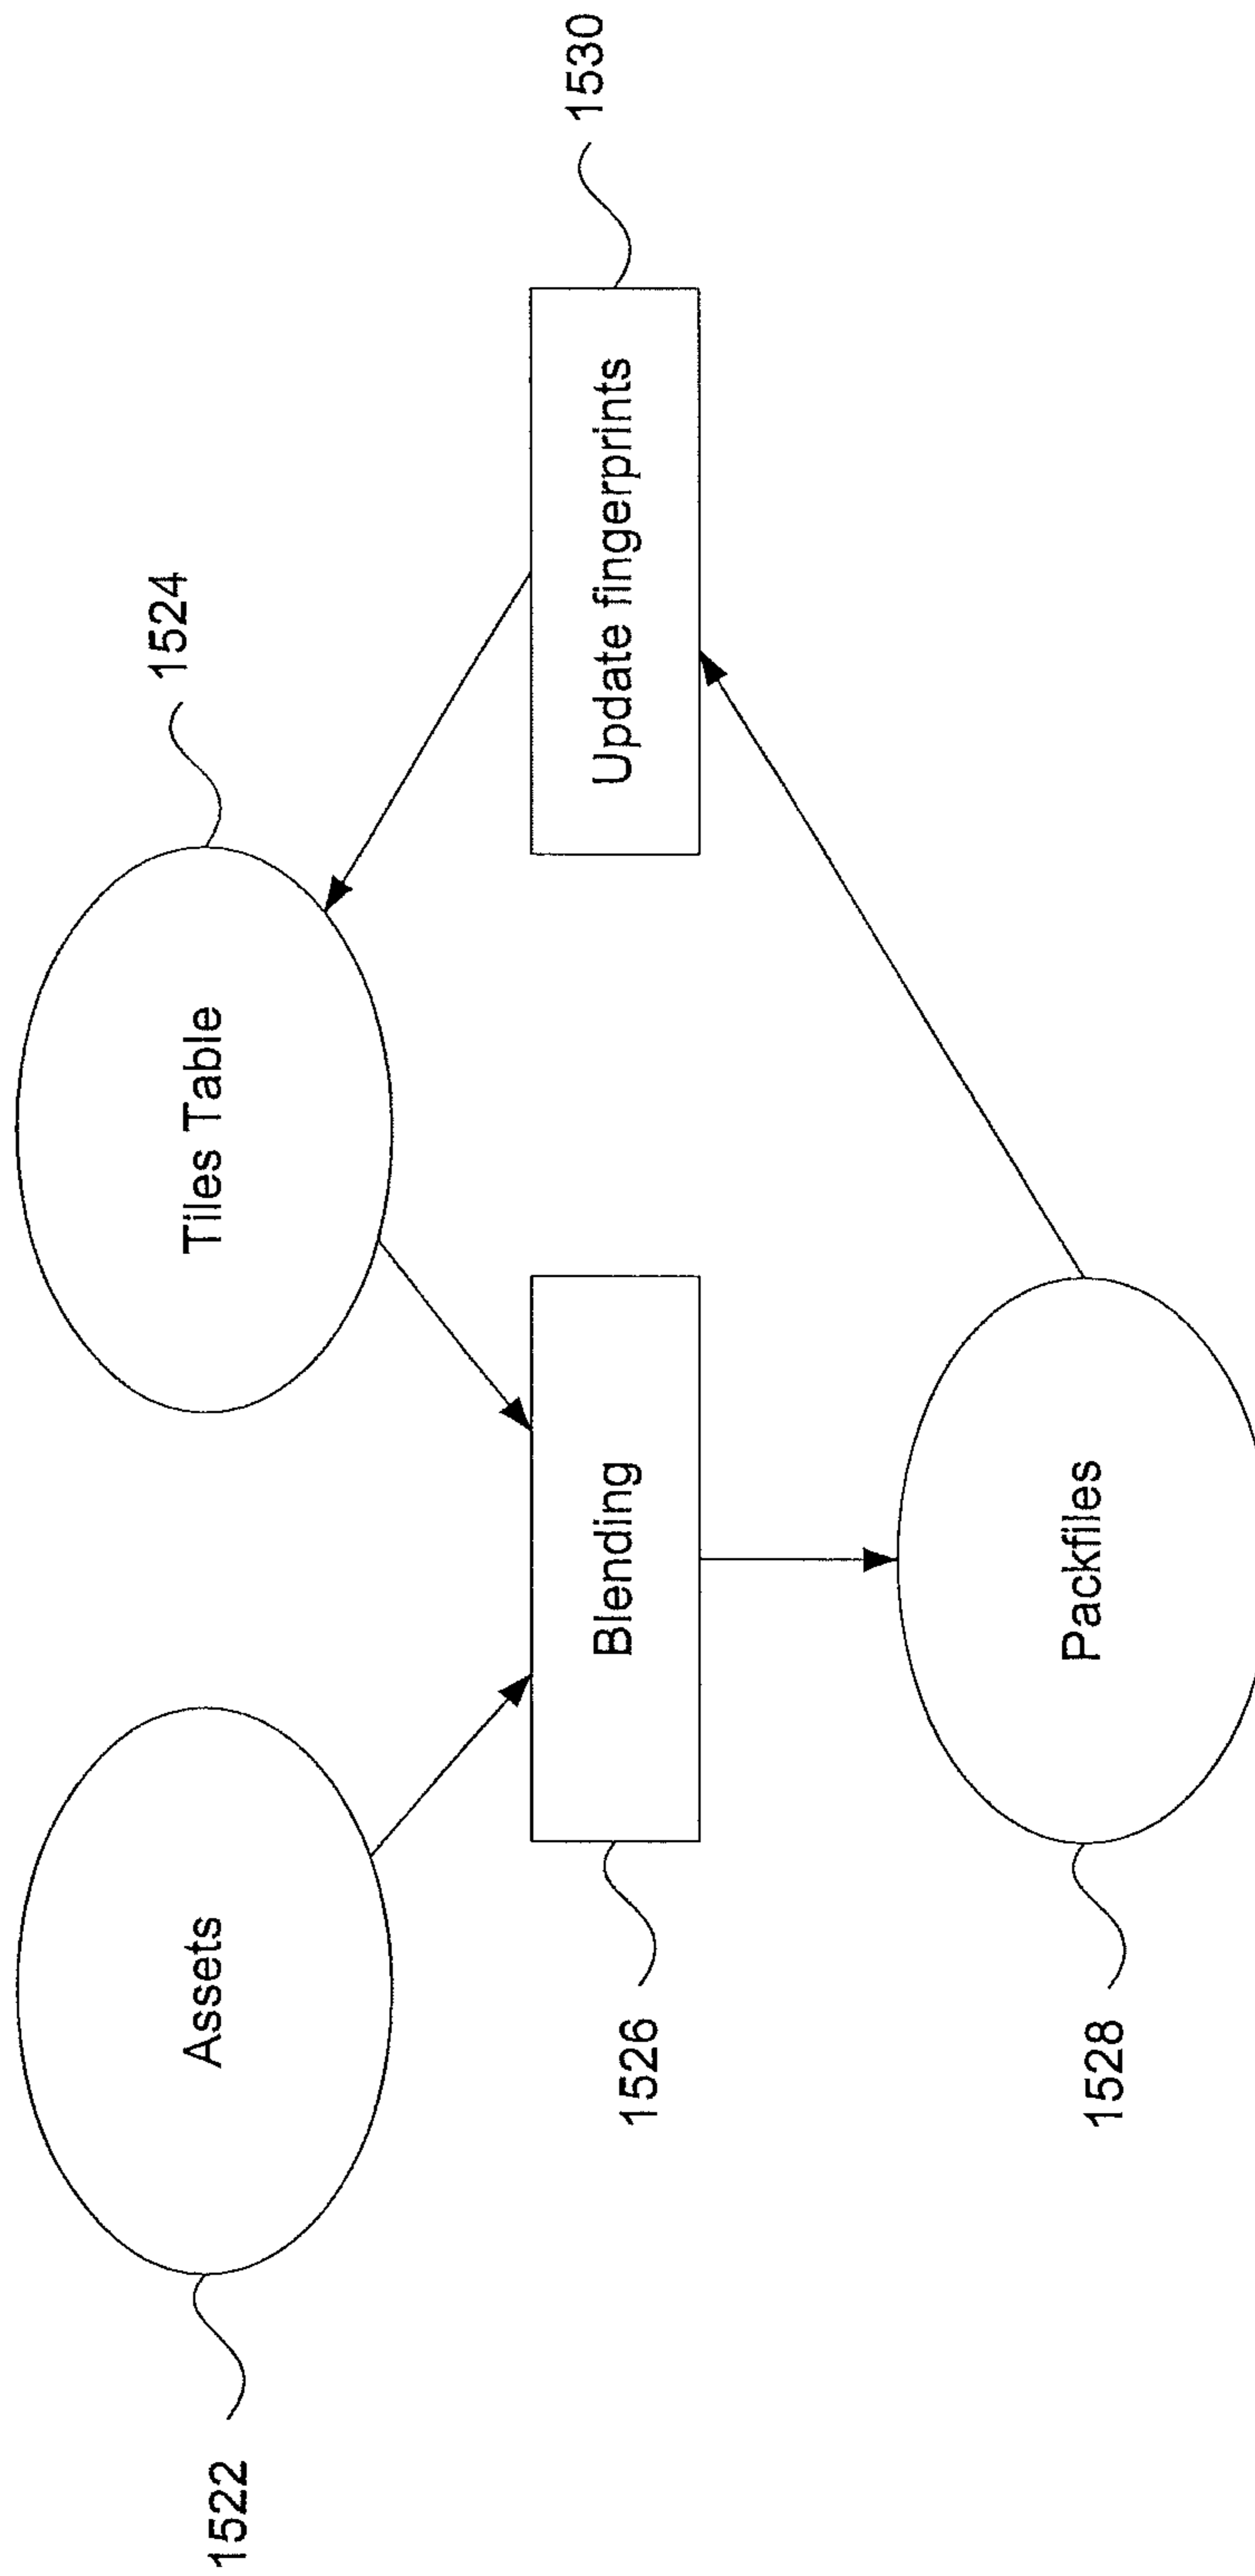 1522
Assets
Tiles Table
1524
1526
Blending
Update fingerprints
1530
1528
Packfiles